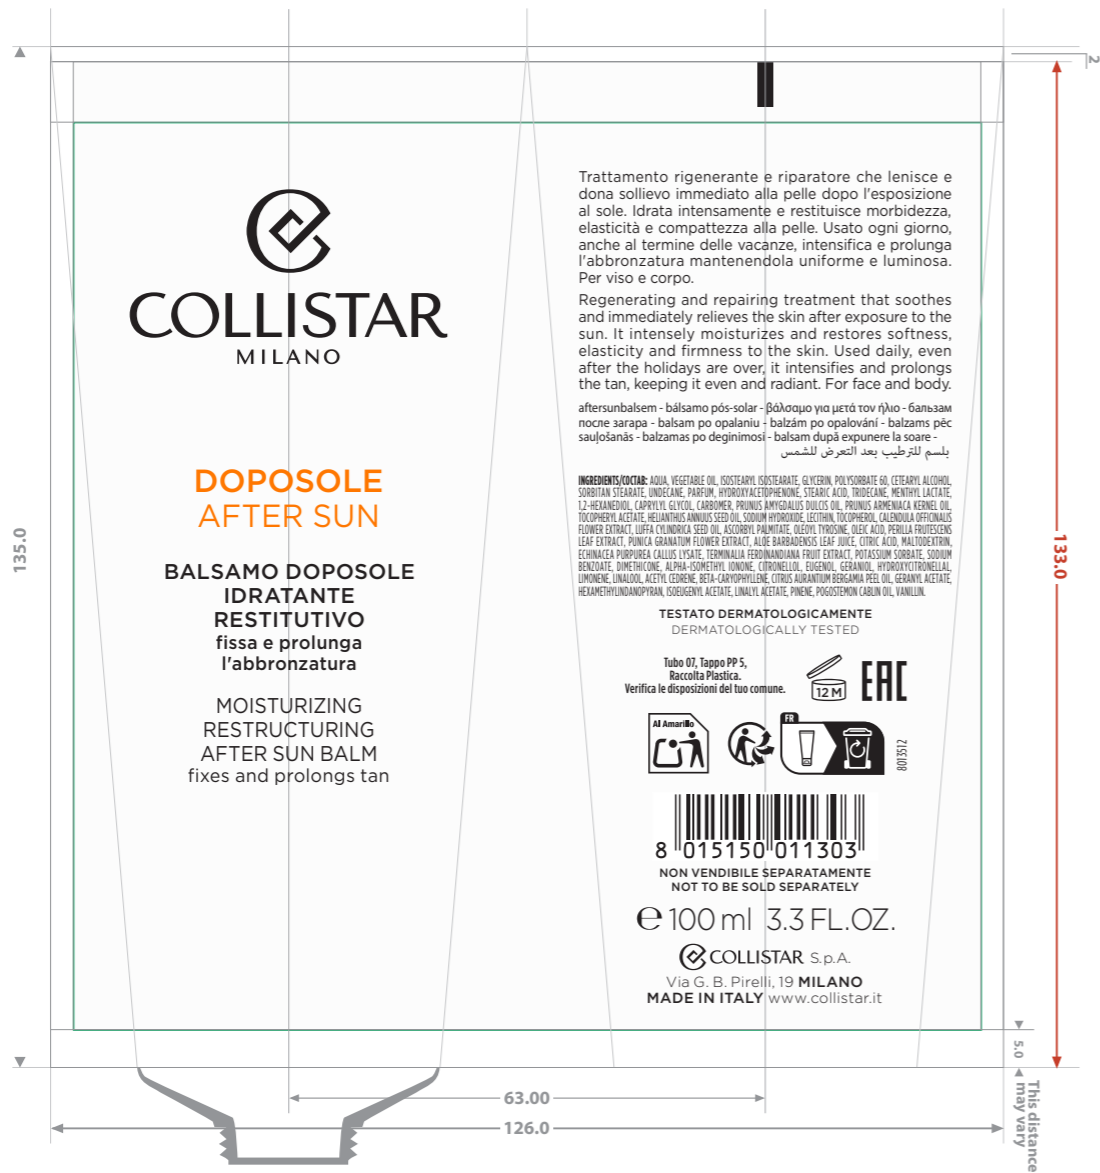 COLLISTAR
MILANO
DOPOSOLE
AFTER SUN
BALSAMO DOPOSOLE
IDRATANTE
RESTITUTIVO
fissa e prolunga
l'abbronzatura
MOISTURIZING
RESTRUCTURING
AFTER SUN BALM
fixes and prolongs tan
Trattamento rigenerante e riparatore che lenisce e
dona sollievo immediato alla pelle dopo l'esposizione
al sole. Idrata intensamente e restituisce morbidezza,
elasticità e compattezza alla pelle. Usato ogni giorno,
anche al termine delle vacanze, intensifica e prolunga
l'abbronzatura mantenendola uniforme e luminosa.
Per viso e corpo.
Regenerating and repairing treatment that soothes
and immediately relieves the skin after exposure to the
sun. It intensely moisturizes and restores softness,
elasticity and firmness to the skin. Used daily, even
after the holidays are over, it intensifies and prolongs
the tan, keeping it even and radiant. For face and body.
aftersunbalsem - bálsamo pós-solar - βάλσαμο για μετά τον ήλιο - бальзам
после загара - balsam po opalaniu - balzám po opalování - balzams pēc
sauļošanās - balzamas po deginimosi - balsam după expunere la soare -
بلسم للترطيب بعد التعرض للشمس
INGREDIENTS/COCTAB: AQUA, VEGETABLE OIL, ISOSTEARYL ISOSTEARATE, GLYCERIN, POLYSORBATE 60, CETEARYL ALCOHOL,
SORBITAN STEARATE, UNDECANE, PARFUM, HYDROXYACETOPHENONE, STEARIC ACID, TRIDECANE, MENTHYL LACTATE,
1,2-HEXANEDIOL, CAPRYLYL GLYCOL, CARBOMER, PRUNUS AMYGDALUS DULCIS OIL, PRUNUS ARMENIACA KERNEL OIL,
TOCOPHERYL ACETATE, HELIANTHUS ANNUUS SEED OIL, SODIUM HYDROXIDE, LECITHIN, TOCOPHEROL, CALENDULA OFFICINALIS
FLOWER EXTRACT, LUFFA CYLINDRICA SEED OIL, ASCORBYL PALMITATE, OLEOYL TYROSINE, OLEIC ACID, PERILLA FRUTESCENS
LEAF EXTRACT, PUNICA GRANATUM FLOWER EXTRACT, ALOE BARBADENSIS LEAF JUICE, CITRIC ACID, MALTODEXTRIN,
ECHINACEA PURPUREA CALLUS LYSATE, TERMINALIA FERDINANDIANA FRUIT EXTRACT, POTASSIUM SORBATE, SODIUM
BENZOATE, DIMETHICONE, ALPHA-ISOMETHYL IONONE, CITRONELLOL, EUGENOL, GERANIOL, HYDROXYCITRONELLAL,
LIMONENE, LINALOOL, ACETYL CEDRENE, BETA-CARYOPHYLLENE, CITRUS AURANTIUM BERGAMIA PEEL OIL, GERANYL ACETATE,
HEXAMETHYLINDANOPYRAN, ISOEUGENYL ACETATE, LINALYL ACETATE, PINENE, POGOSTEMON CABLIN OIL, VANILLIN.
TESTATO DERMATOLOGICAMENTE
DERMATOLOGICALLY TESTED
Tubo 07, Tappo PP 5,
Raccolta Plastica.
Verifica le disposizioni del tuo comune.
12 M
EAC
Al Amarillo
FR
8013512
8 015150 011303
NON VENDIBILE SEPARATAMENTE
NOT TO BE SOLD SEPARATELY
℮ 100 ml 3.3 FL.OZ.
COLLISTAR S.p.A.
Via G. B. Pirelli, 19 MILANO
MADE IN ITALY www.collistar.it
135.0
2
133.0
5.0
This distance
may vary
63.00
126.0